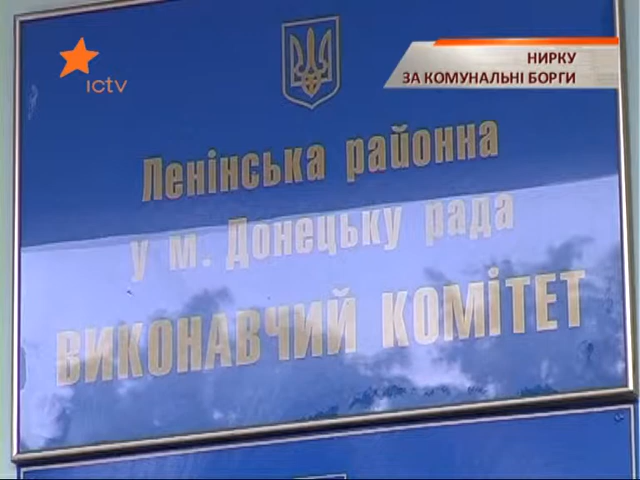 ictv
НИРКУ
ЗА КОМУНАЛЬНІ БОРГИ
Ленінська районна
у м. Донецьку рада
ВИКОНАВЧИЙ КОМІТЕТ